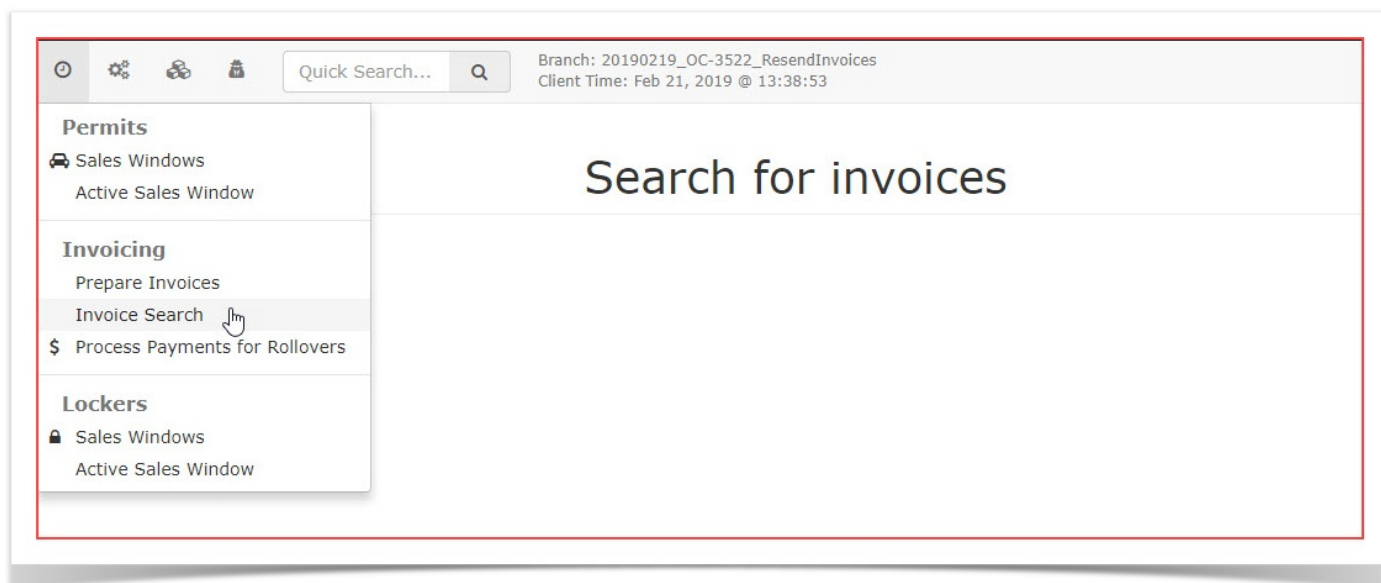 Quick Search...
Branch: 20190219_OC-3522_ResendInvoices
Client Time: Feb 21, 2019 @ 13:38:53
Permits
Sales Windows
Active Sales Window
Invoicing
Prepare Invoices
Invoice Search
$ Process Payments for Rollovers
Lockers
Sales Windows
Active Sales Window
Search for invoices